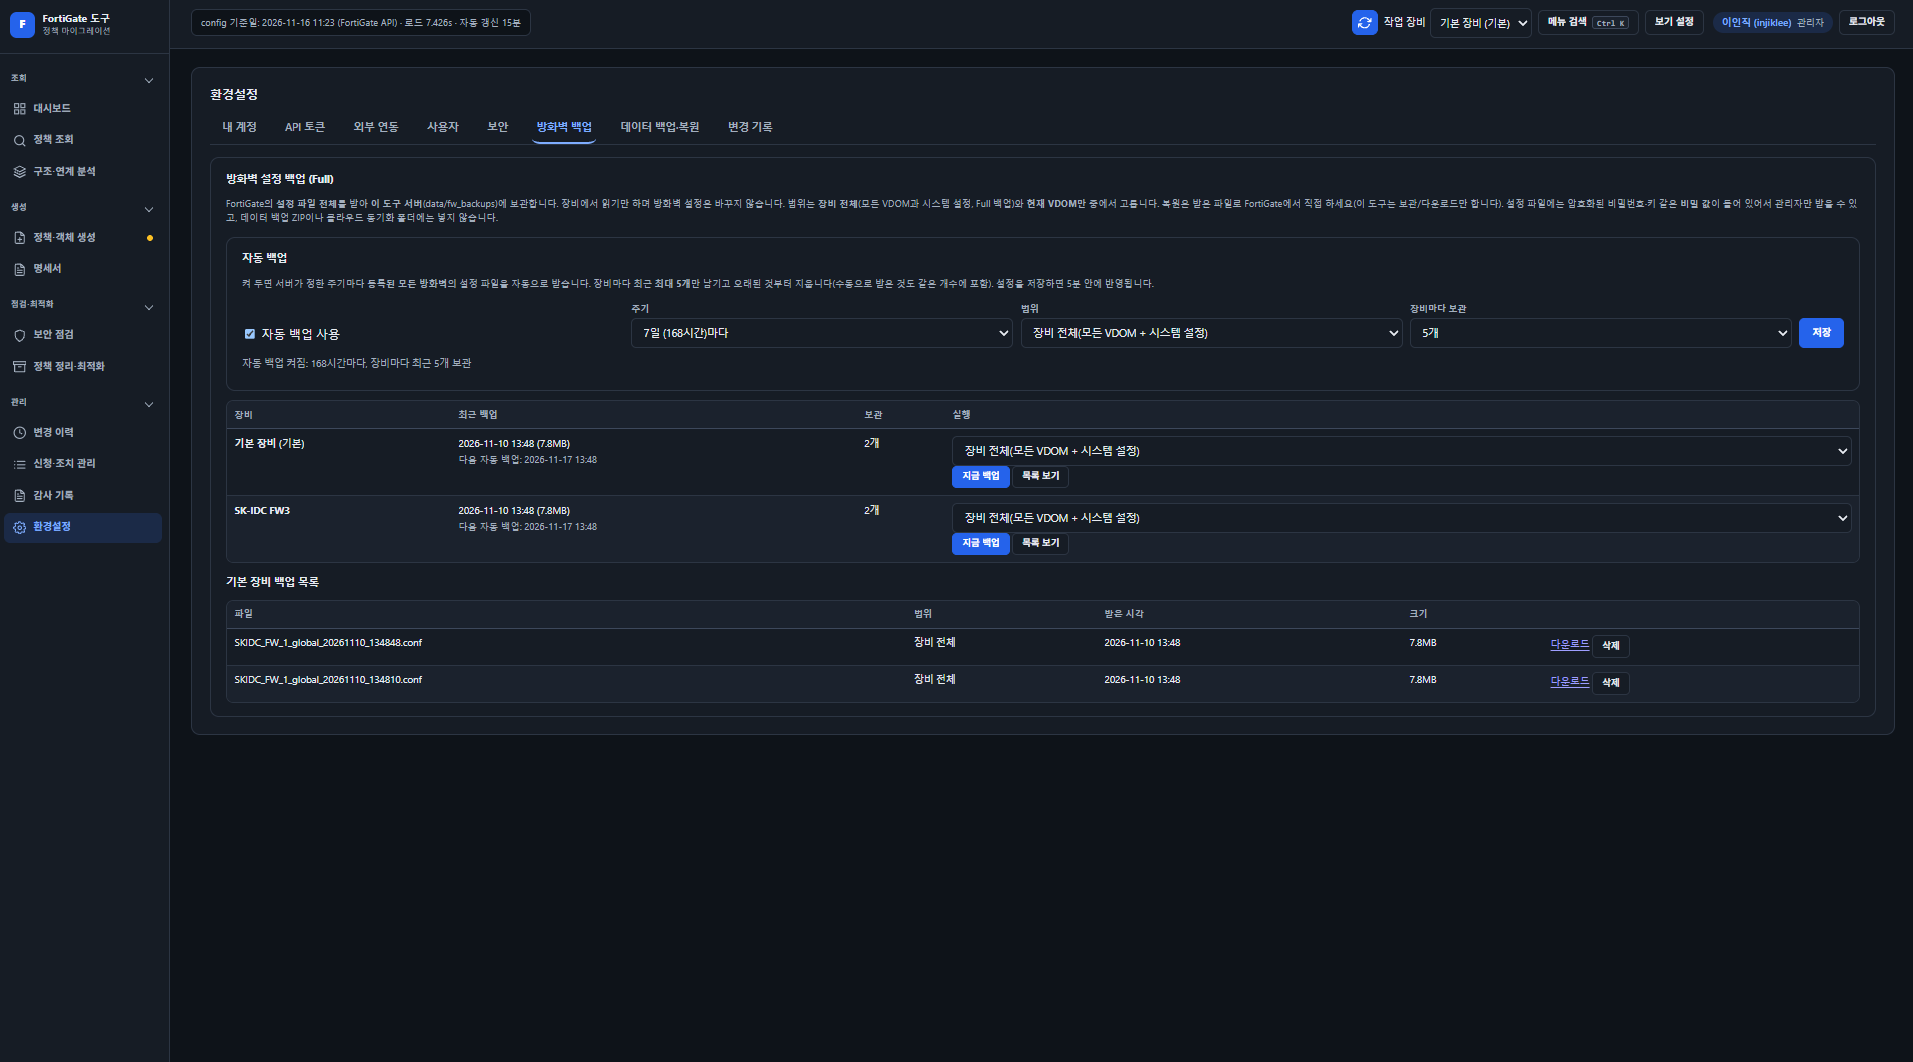 F
FortiGate 도구
정책 마이그레이션
config 기준일: 2026-11-16 11:23 (FortiGate API) · 로드 7.426s · 자동 갱신 15분
작업 장비
기본 장비 (기본)
메뉴 검색 Ctrl K
보기 설정
이인직 (injiklee) 관리자
로그아웃
조회
대시보드
정책 조회
구조·연계 분석
생성
정책·객체 생성
명세서
점검·최적화
보안 점검
정책 정리·최적화
관리
변경 이력
신청·조치 관리
감사 기록
환경설정
환경설정
내 계정
API 토큰
외부 연동
사용자
보안
방화벽 백업
데이터 백업·복원
변경 기록
방화벽 설정 백업 (Full)
FortiGate의 설정 파일 전체를 받아 이 도구 서버(data/fw_backups)에 보관합니다. 장비에서 읽기만 하며 방화벽 설정은 바꾸지 않습니다. 범위는 장비 전체(모든 VDOM과 시스템 설정, Full 백업)와 현재 VDOM만 중에서 고릅니다. 복원은 받은 파일로 FortiGate에서 직접 하세요(이 도구는 보관/다운로드만 합니다). 설정 파일에는 암호화된 비밀번호·키 같은 비밀 값이 들어 있어서 관리자만 받을 수 있
고, 데이터 백업 ZIP이나 클라우드 동기화 폴더에는 넣지 않습니다.
자동 백업
켜 두면 서버가 정한 주기마다 등록된 모든 방화벽의 설정 파일을 자동으로 받습니다. 장비마다 최근 최대 5개만 남기고 오래된 것부터 지웁니다(수동으로 받은 것도 같은 개수에 포함). 설정을 저장하면 5분 안에 반영됩니다.
자동 백업 사용
주기
7일 (168시간)마다
범위
장비 전체(모든 VDOM + 시스템 설정)
장비마다 보관
5개
저장
자동 백업 켜짐: 168시간마다, 장비마다 최근 5개 보관
장비 최근 백업 보관 실행
기본 장비 (기본) 2026-11-10 13:48 (7.8MB) 2개 장비 전체(모든 VDOM + 시스템 설정)
다음 자동 백업: 2026-11-17 13:48
지금 백업 목록 보기
SK-IDC FW3 2026-11-10 13:48 (7.8MB) 2개 장비 전체(모든 VDOM + 시스템 설정)
다음 자동 백업: 2026-11-17 13:48
지금 백업 목록 보기
기본 장비 백업 목록
파일 범위 받은 시각 크기
SKIDC_FW_1_global_20261110_134848.conf 장비 전체 2026-11-10 13:48 7.8MB 다운로드 삭제
SKIDC_FW_1_global_20261110_134810.conf 장비 전체 2026-11-10 13:48 7.8MB 다운로드 삭제